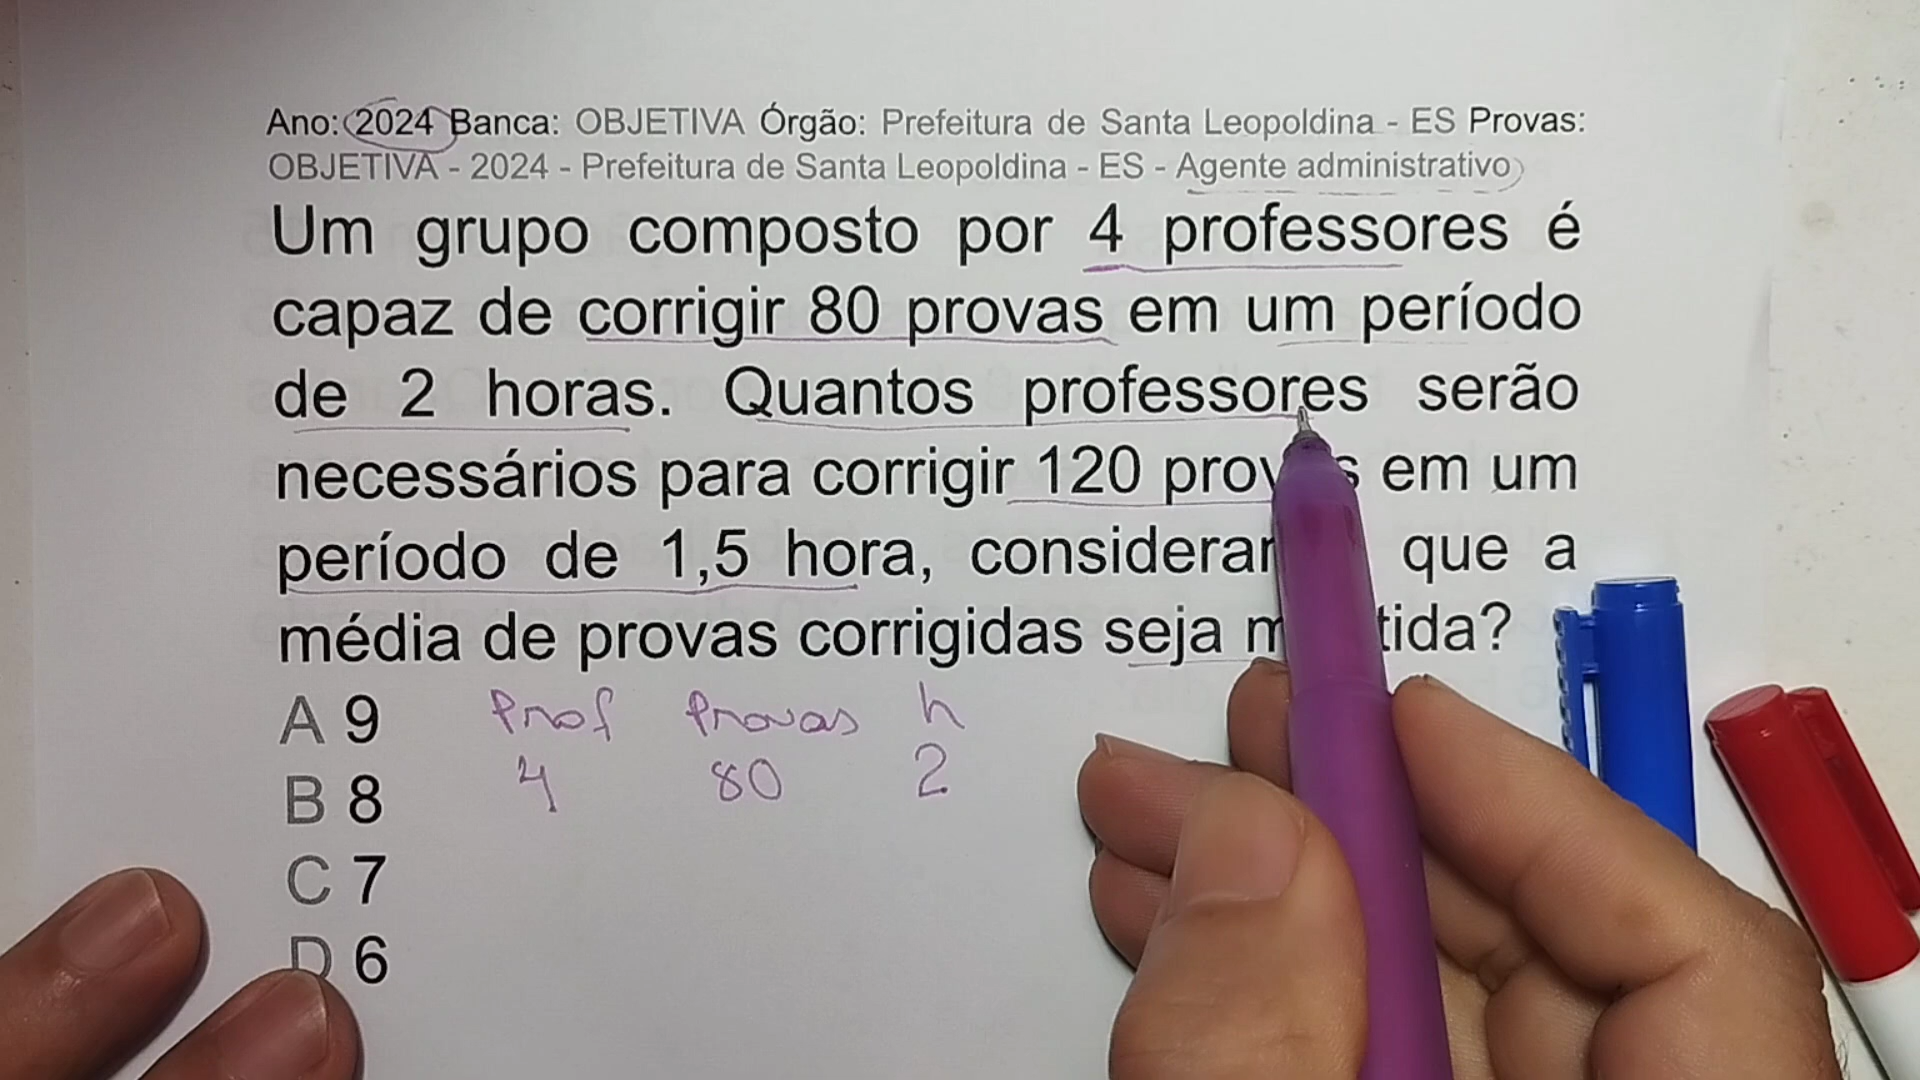 Ano: 2024 Banca: OBJETIVA Órgão: Prefeitura de Santa Leopoldina - ES Provas:
OBJETIVA - 2024 - Prefeitura de Santa Leopoldina - ES - Agente administrativo
Um grupo composto por 4 professores é
capaz de corrigir 80 provas em um período
de 2 horas. Quantos professores serão
necessários para corrigir 120 em um
período de 1,5 hora, que a
média de provas corrigidas seja
A 9
B 8
C 7
D 6
Prof Provas h
4 80 2